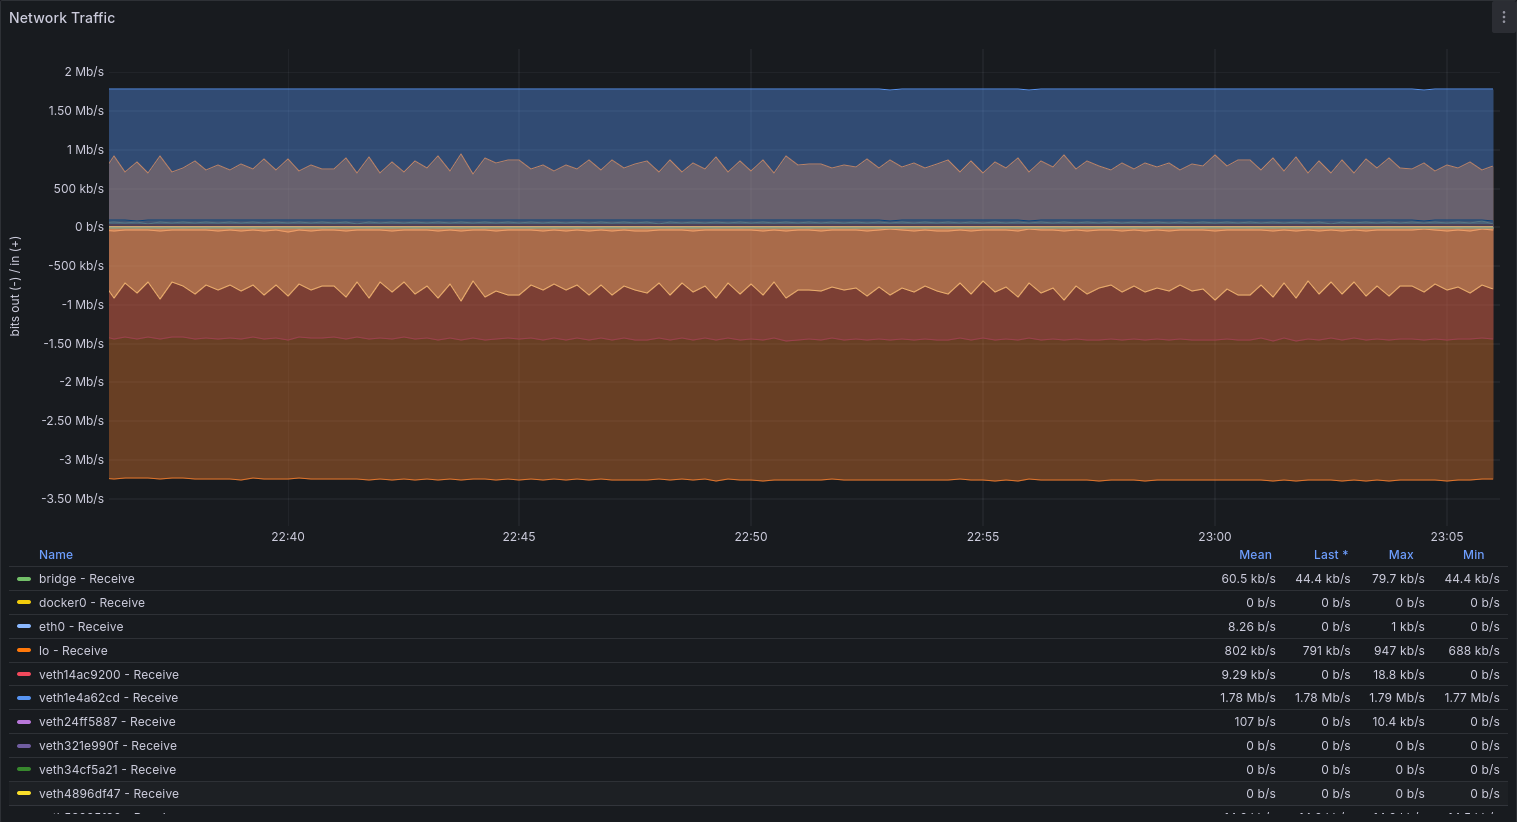 Network Traffic
bits out (-) / in (+)
2 Mb/s
1.50 Mb/s
1 Mb/s
500 kb/s
0 b/s
-500 kb/s
-1 Mb/s
-1.50 Mb/s
-2 Mb/s
-2.50 Mb/s
-3 Mb/s
-3.50 Mb/s
22:40 22:45 22:50 22:55 23:00 23:05
Name Mean Last * Max Min
bridge - Receive 60.5 kb/s 44.4 kb/s 79.7 kb/s 44.4 kb/s
docker0 - Receive 0 b/s 0 b/s 0 b/s 0 b/s
eth0 - Receive 8.26 b/s 0 b/s 1 kb/s 0 b/s
lo - Receive 802 kb/s 791 kb/s 947 kb/s 688 kb/s
veth14ac9200 - Receive 9.29 kb/s 0 b/s 18.8 kb/s 0 b/s
veth1e4a62cd - Receive 1.78 Mb/s 1.78 Mb/s 1.79 Mb/s 1.77 Mb/s
veth24ff5887 - Receive 107 b/s 0 b/s 10.4 kb/s 0 b/s
veth321e990f - Receive 0 b/s 0 b/s 0 b/s 0 b/s
veth34cf5a21 - Receive 0 b/s 0 b/s 0 b/s 0 b/s
veth4896df47 - Receive 0 b/s 0 b/s 0 b/s 0 b/s